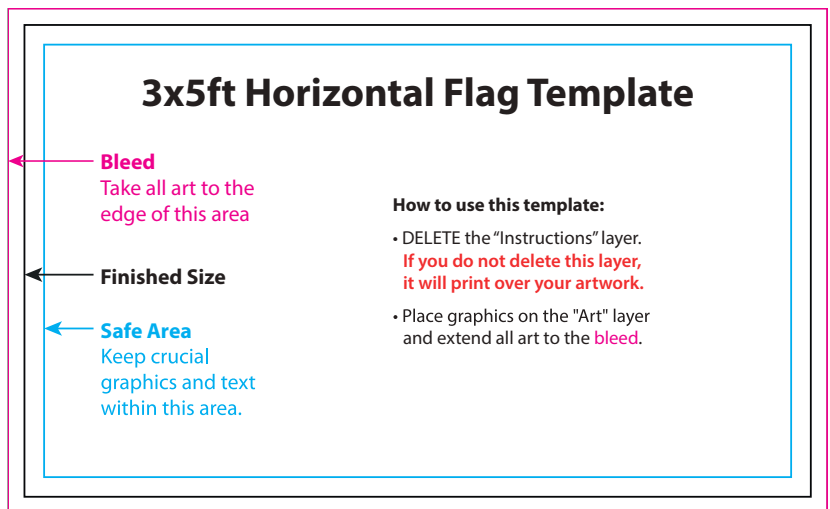 3x5ft Horizontal Flag Template
Bleed
Take all art to the
edge of this area
Finished Size
Safe Area
Keep crucial
graphics and text
within this area.
How to use this template:
• DELETE the “Instructions” layer.
If you do not delete this layer,
it will print over your artwork.
• Place graphics on the "Art" layer
and extend all art to the bleed.